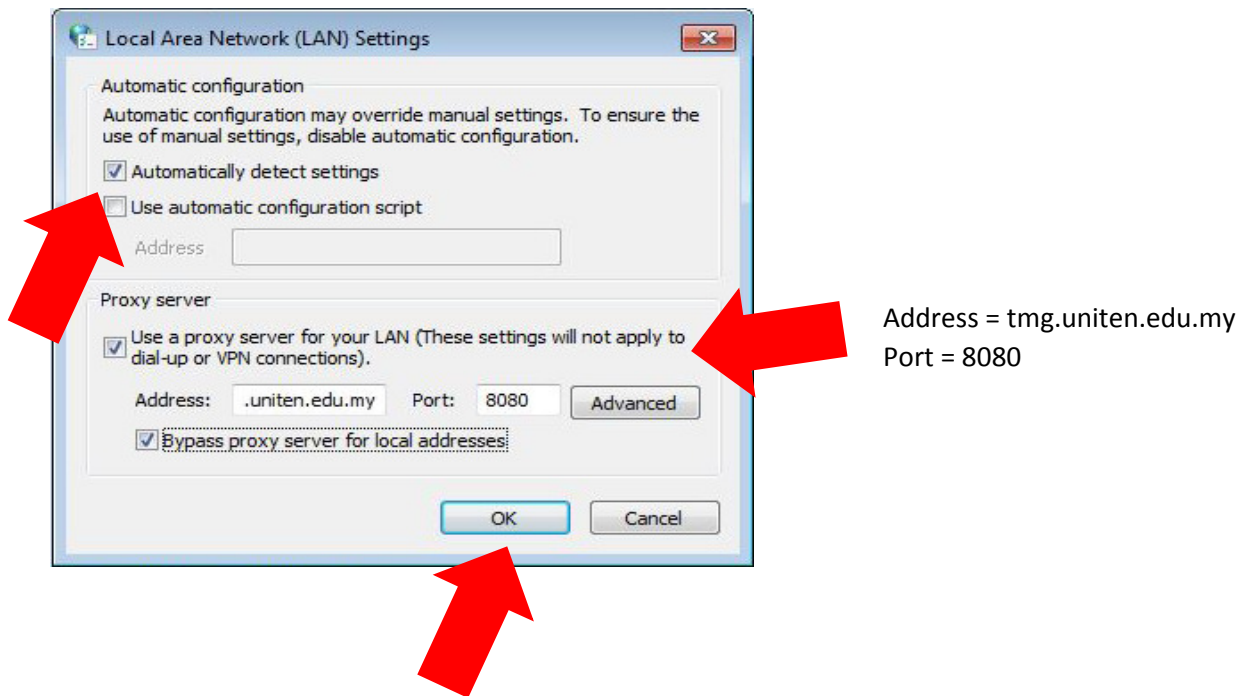 Local Area Network (LAN) Settings
Automatic configuration
Automatic configuration may override manual settings. To ensure the
use of manual settings, disable automatic configuration.
Automatically detect settings
Use automatic configuration script
Address
Proxy server
Use a proxy server for your LAN (These settings will not apply to
dial-up or VPN connections).
Address = tmg.uniten.edu.my
Port = 8080
Address: .uniten.edu.my Port: 8080 Advanced
Bypass proxy server for local addresses
OK Cancel